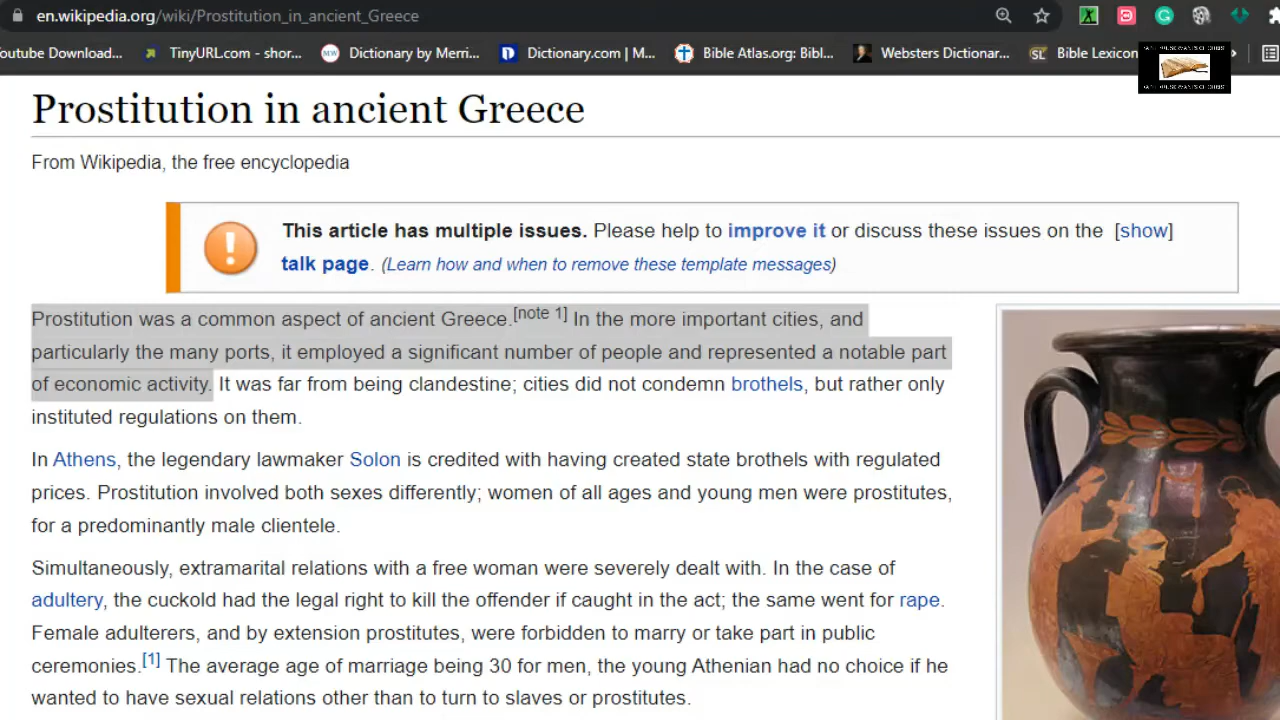 en.wikipedia.org/wiki/Prostitution_in_ancient_Greece
outube Download... TinyURL.com - shor... Dictionary by Merri... Dictionary.com | M... Bible Atlas.org: Bibl... Websters Dictionar... SL Bible Lexicon
Prostitution in ancient Greece
From Wikipedia, the free encyclopedia
This article has multiple issues. Please help to improve it or discuss these issues on the [show]
talk page. (Learn how and when to remove these template messages)
Prostitution was a common aspect of ancient Greece.[note 1] In the more important cities, and
particularly the many ports, it employed a significant number of people and represented a notable part
of economic activity. It was far from being clandestine; cities did not condemn brothels, but rather only
instituted regulations on them.
In Athens, the legendary lawmaker Solon is credited with having created state brothels with regulated
prices. Prostitution involved both sexes differently; women of all ages and young men were prostitutes,
for a predominantly male clientele.
Simultaneously, extramarital relations with a free woman were severely dealt with. In the case of
adultery, the cuckold had the legal right to kill the offender if caught in the act; the same went for rape.
Female adulterers, and by extension prostitutes, were forbidden to marry or take part in public
ceremonies.[1] The average age of marriage being 30 for men, the young Athenian had no choice if he
wanted to have sexual relations other than to turn to slaves or prostitutes.